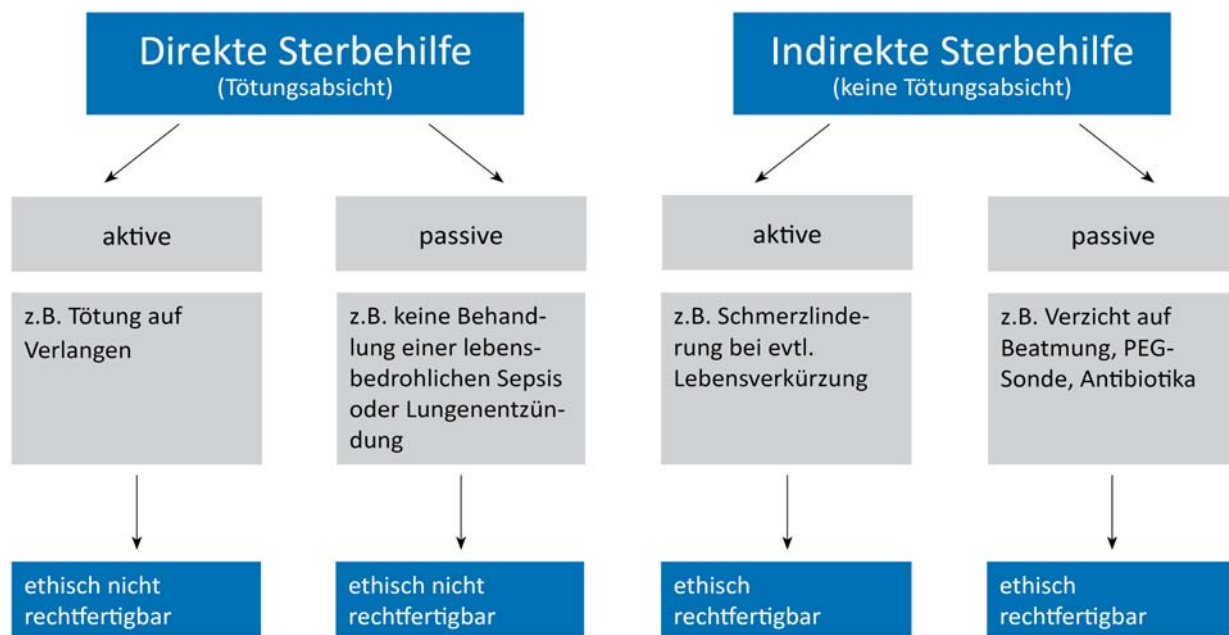 Direkte Sterbehilfe
(Tötungsabsicht)
Indirekte Sterbehilfe
(keine Tötungsabsicht)
aktive
passive
aktive
passive
z.B. Tötung auf
Verlangen
z.B. keine Behand-
lung einer lebens-
bedrohlichen Sepsis
oder Lungenentzün-
dung
z.B. Schmerzlinde-
rung bei evtl.
Lebensverkürzung
z.B. Verzicht auf
Beatmung, PEG-
Sonde, Antibiotika
ethisch nicht
rechtfertigbar
ethisch nicht
rechtfertigbar
ethisch
rechtfertigbar
ethisch
rechtfertigbar